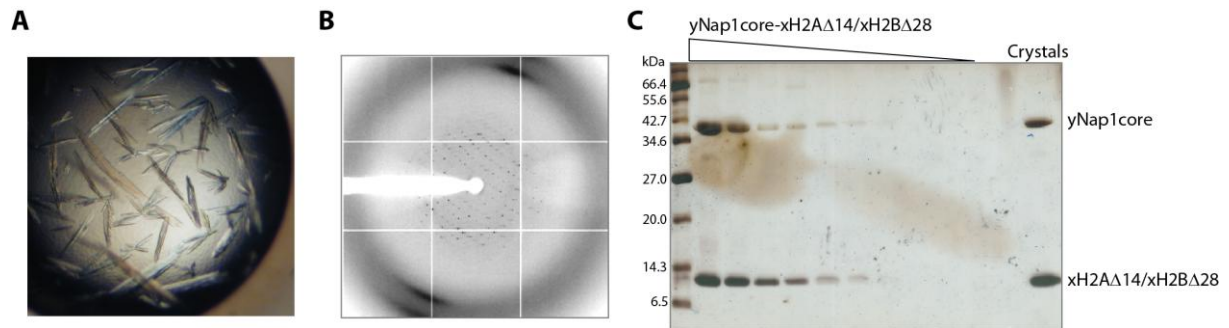 A
B
C
yNap1core-xH2AΔ14/xH2BΔ28
Crystals
kDa
66.4
55.6
42.7
34.6
27.0
20.0
14.3
6.5
yNap1core
xH2AΔ14/xH2BΔ28